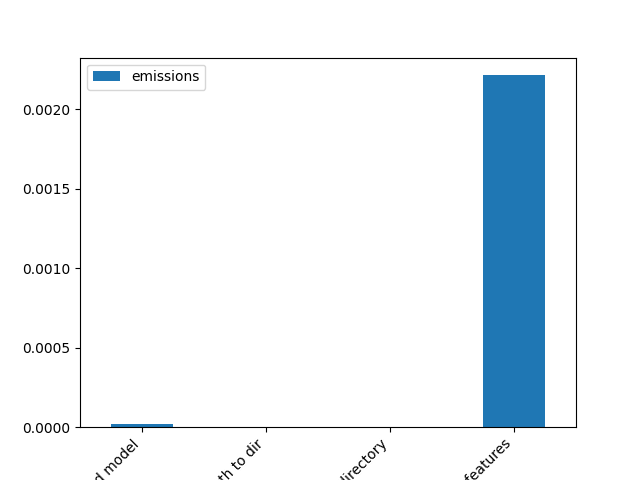 emissions
0.0020
0.0015
0.0010
0.0005
0.0000
d model
th to dir
directory
features